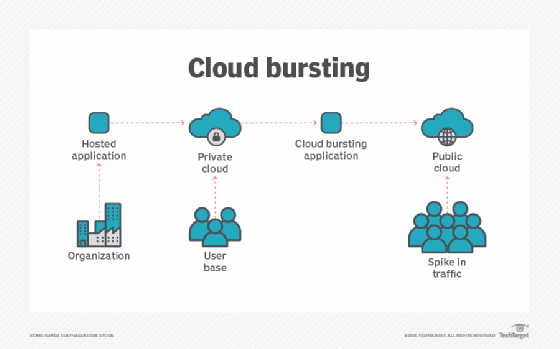 Cloud bursting
Hosted
application
Private
cloud
Cloud bursting
application
Public
cloud
Organization
User
base
Spike in
traffic
TechTarget